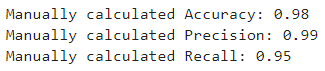 Manually calculated Accuracy: 0.98
Manually calculated Precision: 0.99
Manually calculated Recall: 0.95